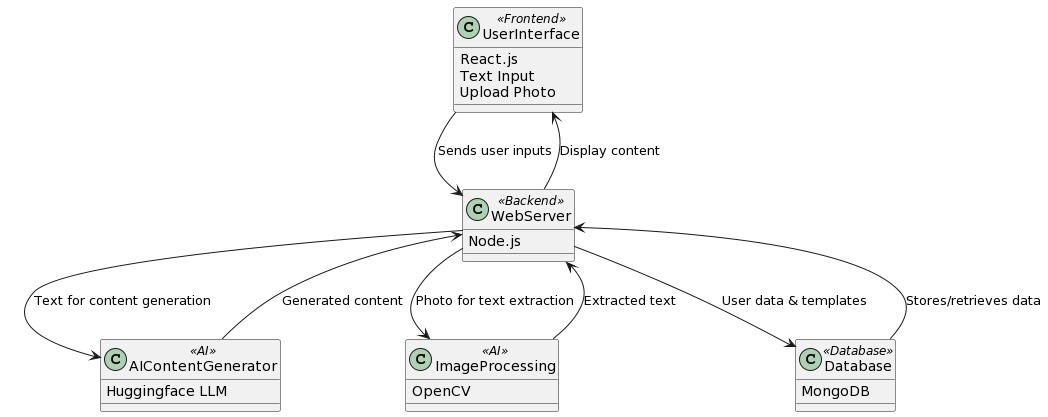 «Frontend»
C UserInterface
React.js
Text Input
Upload Photo
Sends user inputs
Display content
«Backend»
C WebServer
Node.js
Text for content generation
Generated content
Photo for text extraction
Extracted text
User data & templates
Stores/retrieves data
«AI»
C AIContentGenerator
Huggingface LLM
«AI»
C ImageProcessing
OpenCV
«Database»
C Database
MongoDB